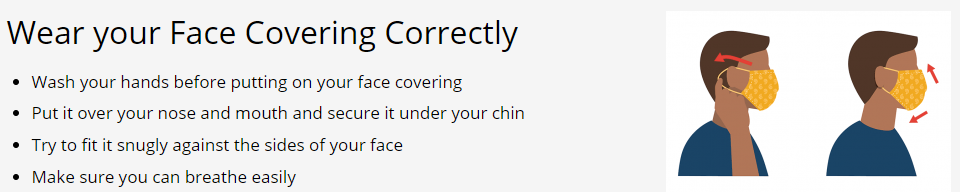 Wear your Face Covering Correctly
Wash your hands before putting on your face covering
Put it over your nose and mouth and secure it under your chin
Try to fit it snugly against the sides of your face
Make sure you can breathe easily